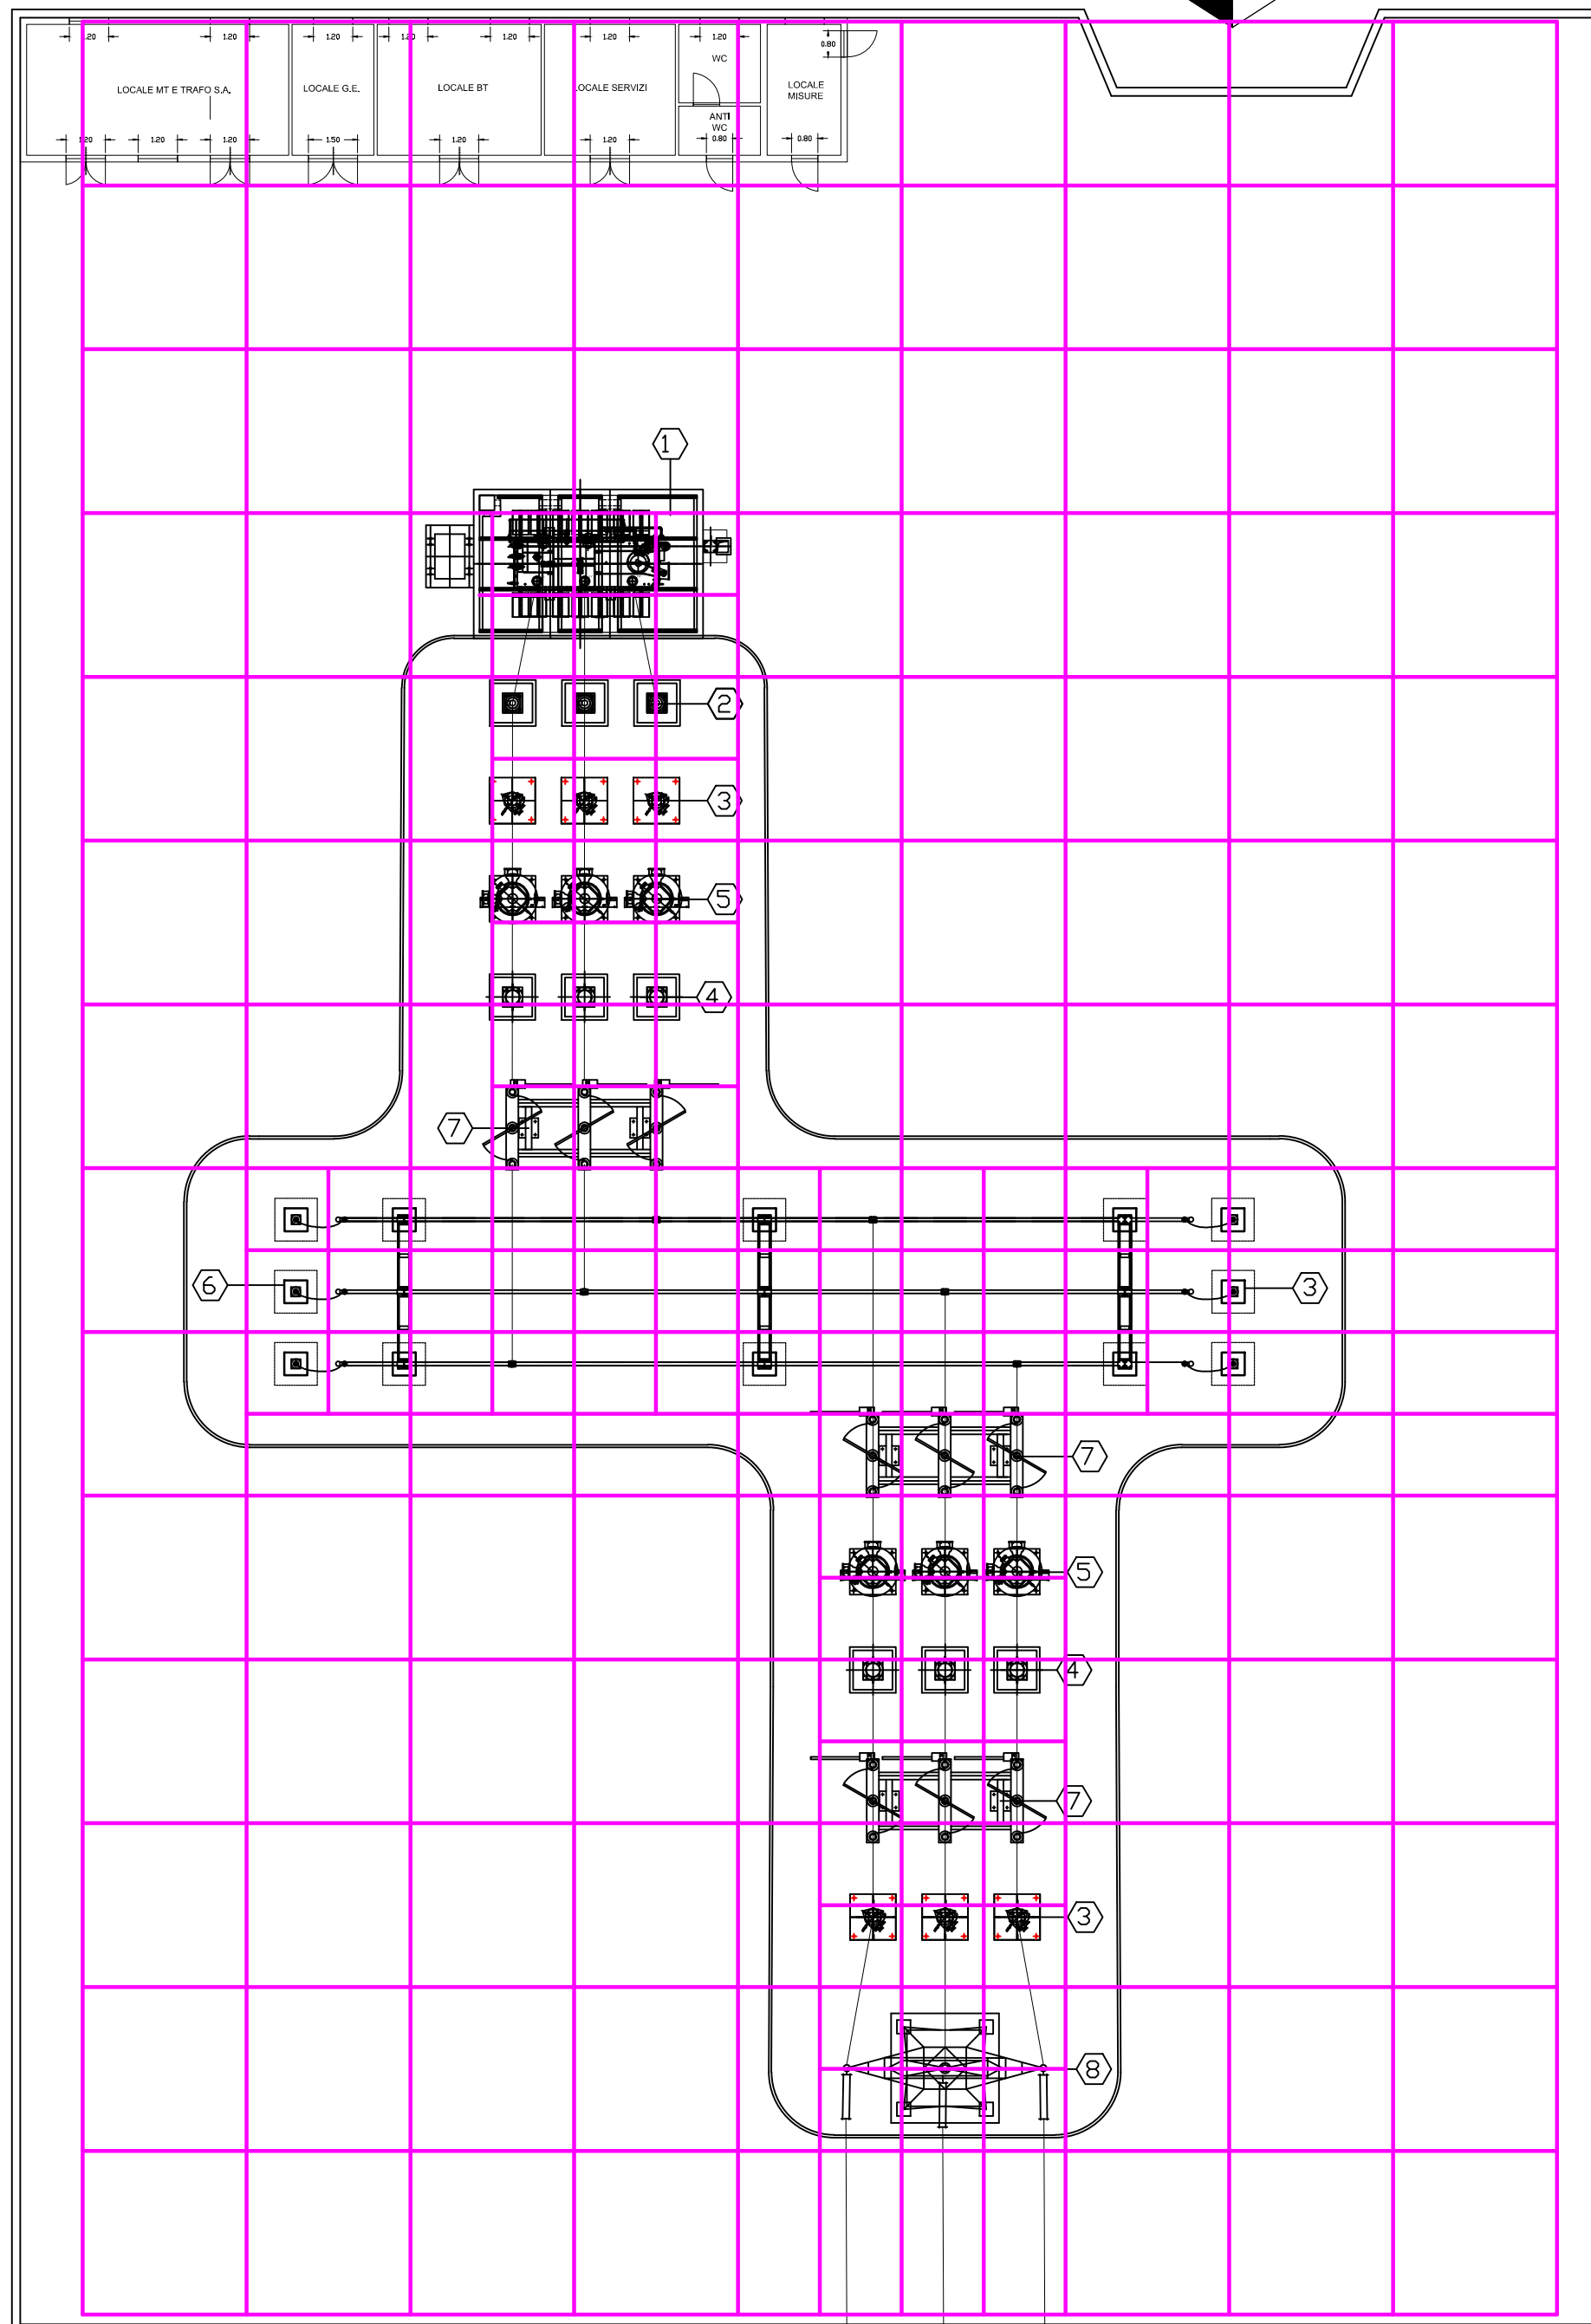 1.20 1.20 1.20 1.20 1.20 1.20 1.20
0.80
WC
LOCALE MT E TRAFO S.A.
LOCALE G.E.
LOCALE BT
LOCALE SERVIZI
LOCALE
MISURE
ANTI
WC
1.20 1.20 1.20 1.50 1.20 1.20 0.80 0.80
1
2
3
5
4
7
6
3
7
5
4
7
3
8